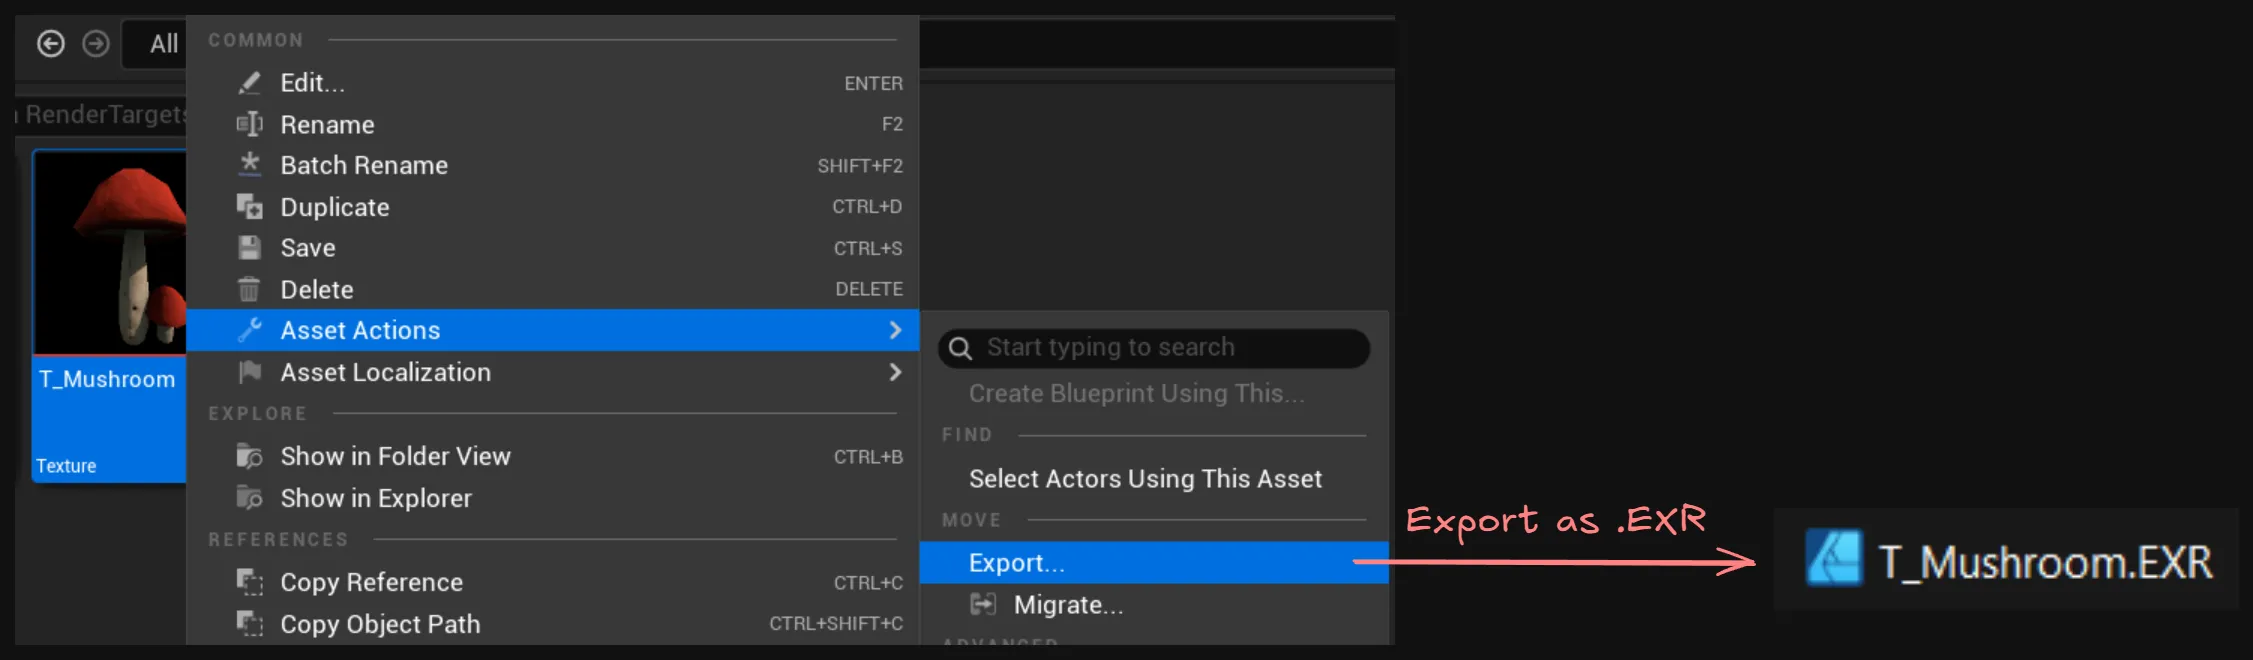 All
RenderTargets
T_Mushroom
Texture
COMMON
Edit... ENTER
Rename F2
Batch Rename SHIFT+F2
Duplicate CTRL+D
Save CTRL+S
Delete DELETE
Asset Actions
Asset Localization
EXPLORE
Show in Folder View CTRL+B
Show in Explorer
REFERENCES
Copy Reference CTRL+C
Copy Object Path CTRL+SHIFT+C
Start typing to search
Create Blueprint Using This...
FIND
Select Actors Using This Asset
MOVE
Export...
Migrate...
ADVANCED
Export as .EXR
T_Mushroom.EXR